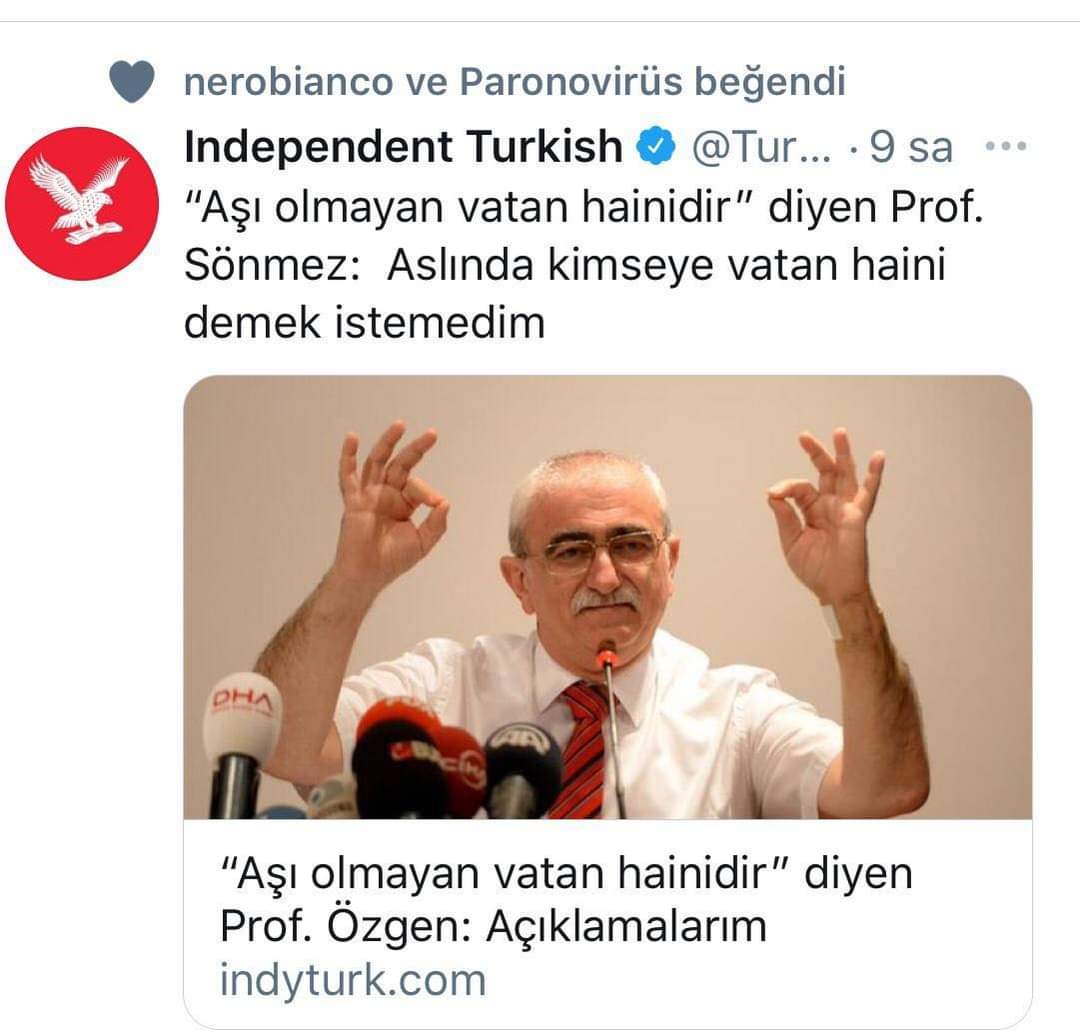 nerobianco ve Paronovirüs beğendi
Independent Turkish @Tur... · 9 sa
“Aşı olmayan vatan hainidir” diyen Prof.
Sönmez: Aslında kimseye vatan haini
demek istemedim
DHA
AA
“Aşı olmayan vatan hainidir” diyen
Prof. Özgen: Açıklamalarım
indyturk.com